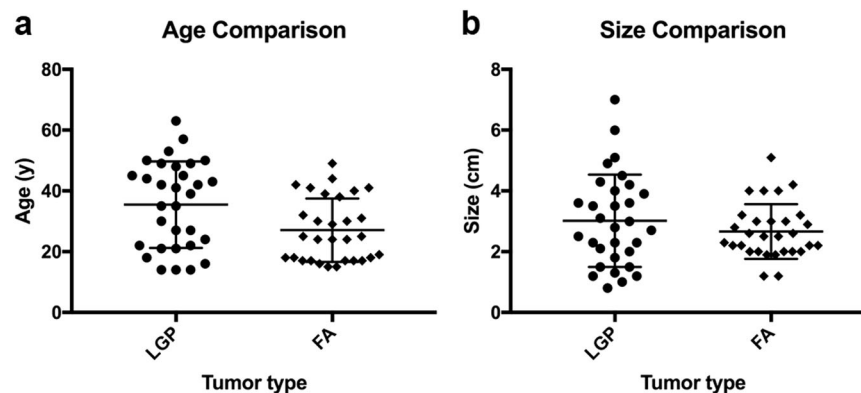 a
Age Comparison
80
60
40
20
0
Age (y)
LGP
FA
Tumor type
b
Size Comparison
8
6
4
2
0
Size (cm)
LGP
FA
Tumor type